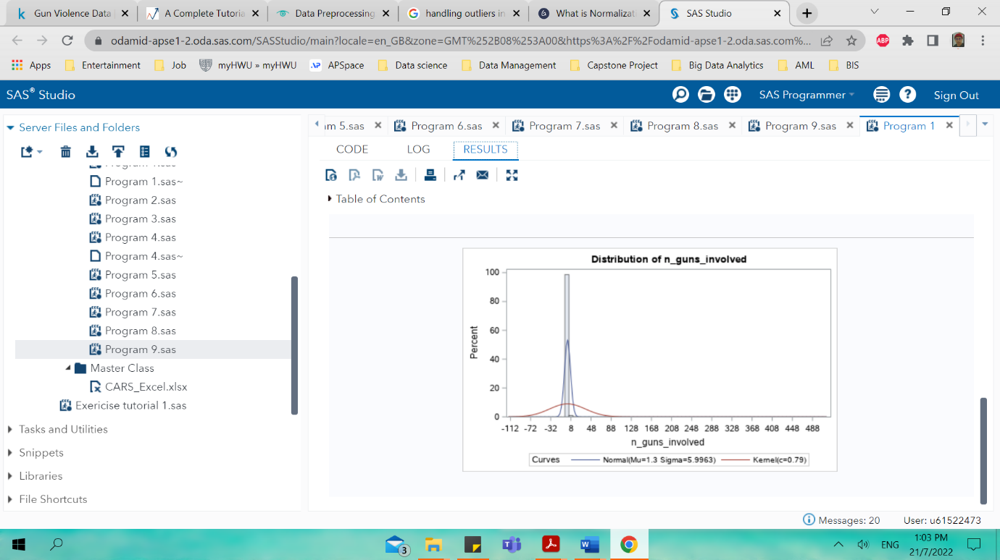 Gun Violence Data
A Complete Tutoria
Data Preprocessing
handling outliers in
What is Normalizat
SAS Studio
odamid-apse1-2.oda.sas.com/SASStudio/main?locale=en_GB&zone=GMT%252B08%253A00&https%3A%2F%2Fodamid-apse1-2.oda.sas.com%...
ABP
Apps
Entertainment
Job
myHWU » myHWU
APSpace
Data science
Data Management
Capstone Project
Big Data Analytics
AML
BIS
SAS® Studio
SAS Programmer
Sign Out
Server Files and Folders
Program 1.sas~
Program 2.sas
Program 3.sas
Program 4.sas
Program 4.sas~
Program 5.sas
Program 6.sas
Program 7.sas
Program 8.sas
Program 9.sas
Master Class
CARS_Excel.xlsx
Exericise tutorial 1.sas
Tasks and Utilities
Snippets
Libraries
File Shortcuts
m 5.sas
Program 6.sas
Program 7.sas
Program 8.sas
Program 9.sas
Program 1
CODE
LOG
RESULTS
Table of Contents
Distribution of n_guns_involved
Percent
100
80
60
40
20
0
-112 -72 -32 8 48 88 128 168 208 248 288 328 368 408 448 488
n_guns_involved
Curves Normal(Mu=1.3 Sigma=5.9963) Kernel(c=0.79)
Messages: 20
User: u61522473
3
ENG
1:03 PM
21/7/2022